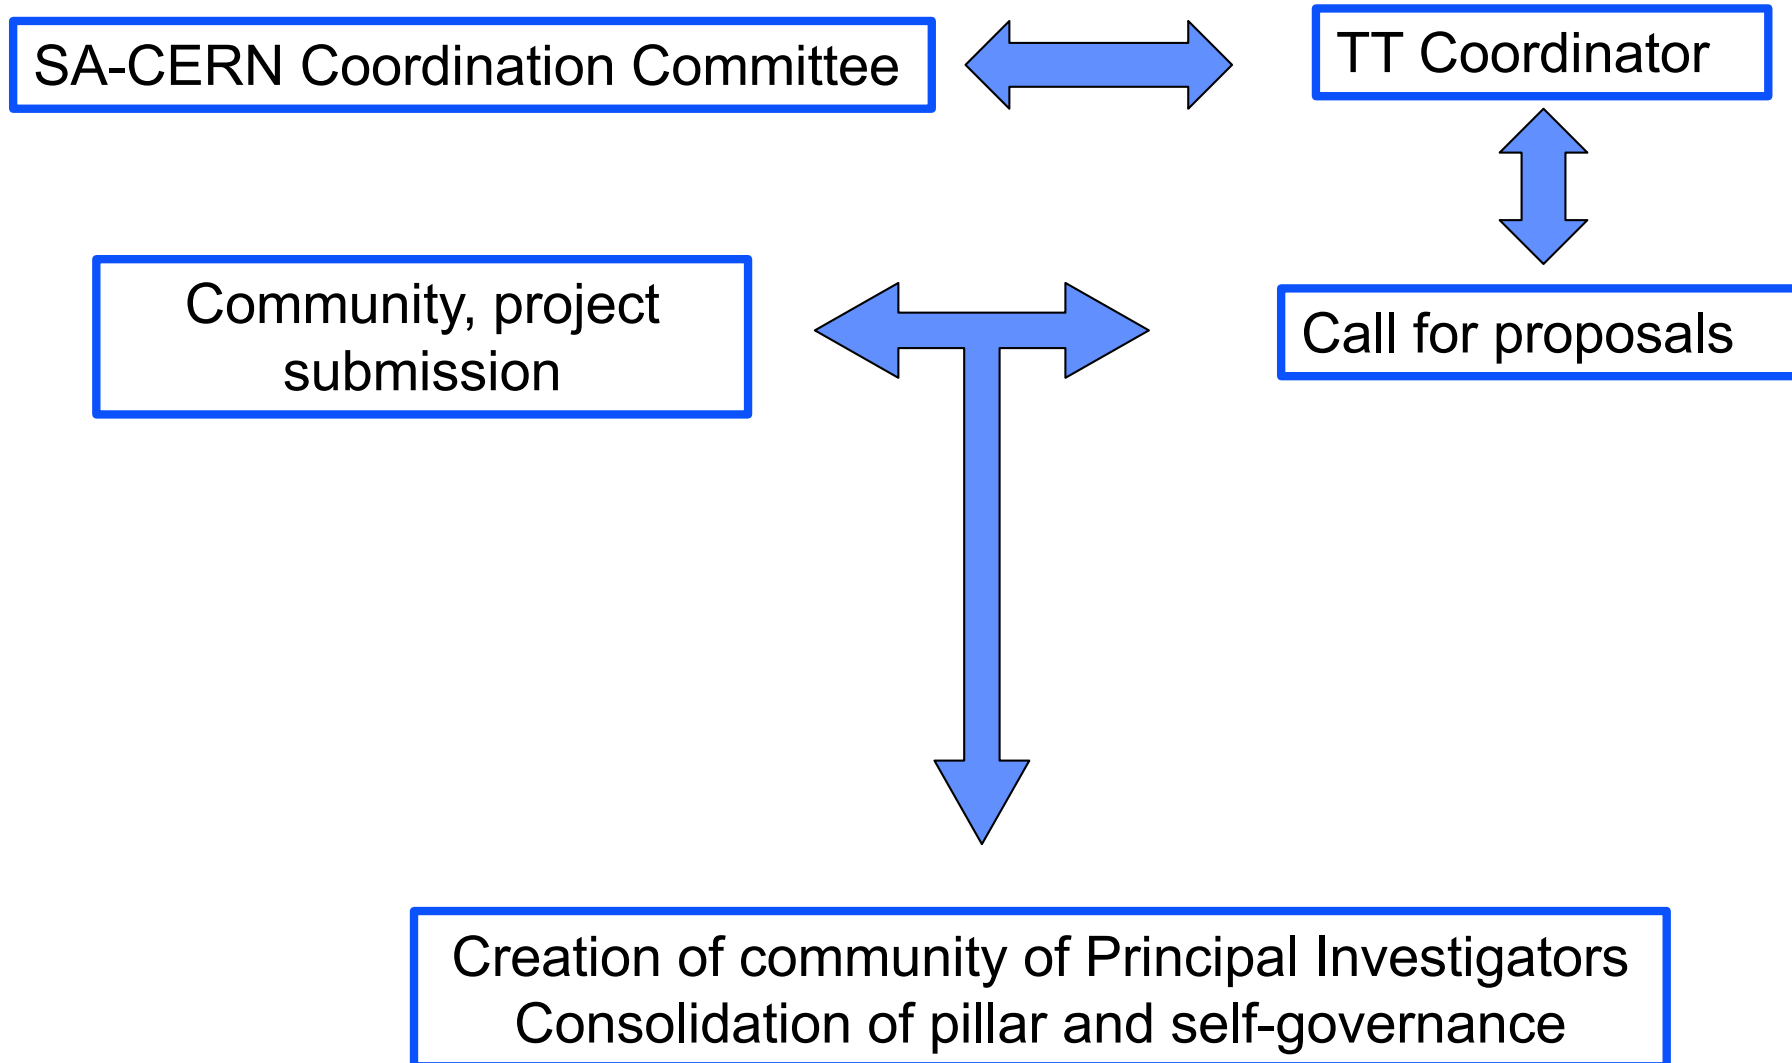 SA-CERN Coordination Committee
TT Coordinator
Community, project
submission
Call for proposals
Creation of community of Principal Investigators
Consolidation of pillar and self-governance